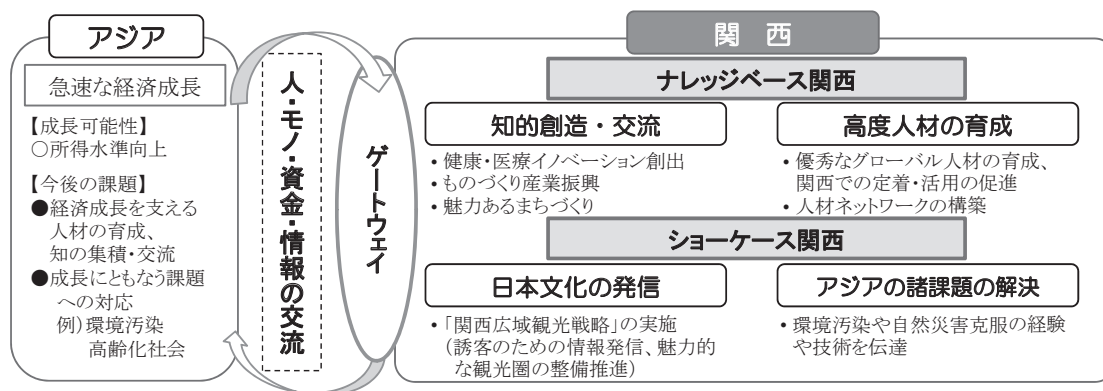 アジア
急速な経済成長
【成長可能性】
○所得水準向上
【今後の課題】
●経済成長を支える
人材の育成、
知の集積・交流
●成長にともなう課題
への対応
例）環境汚染
高齢化社会
人・モノ・資金・情報の交流
ゲートウェイ
関 西
ナレッジベース関西
知的創造・交流
・健康・医療イノベーション創出
・ものづくり産業振興
・魅力あるまちづくり
高度人材の育成
・優秀なグローバル人材の育成、
関西での定着・活用の促進
・人材ネットワークの構築
ショーケース関西
日本文化の発信
・「関西広域観光戦略」の実施
（誘客のための情報発信、魅力的
な観光圏の整備推進）
アジアの諸課題の解決
・環境汚染や自然災害克服の経験
や技術を伝達